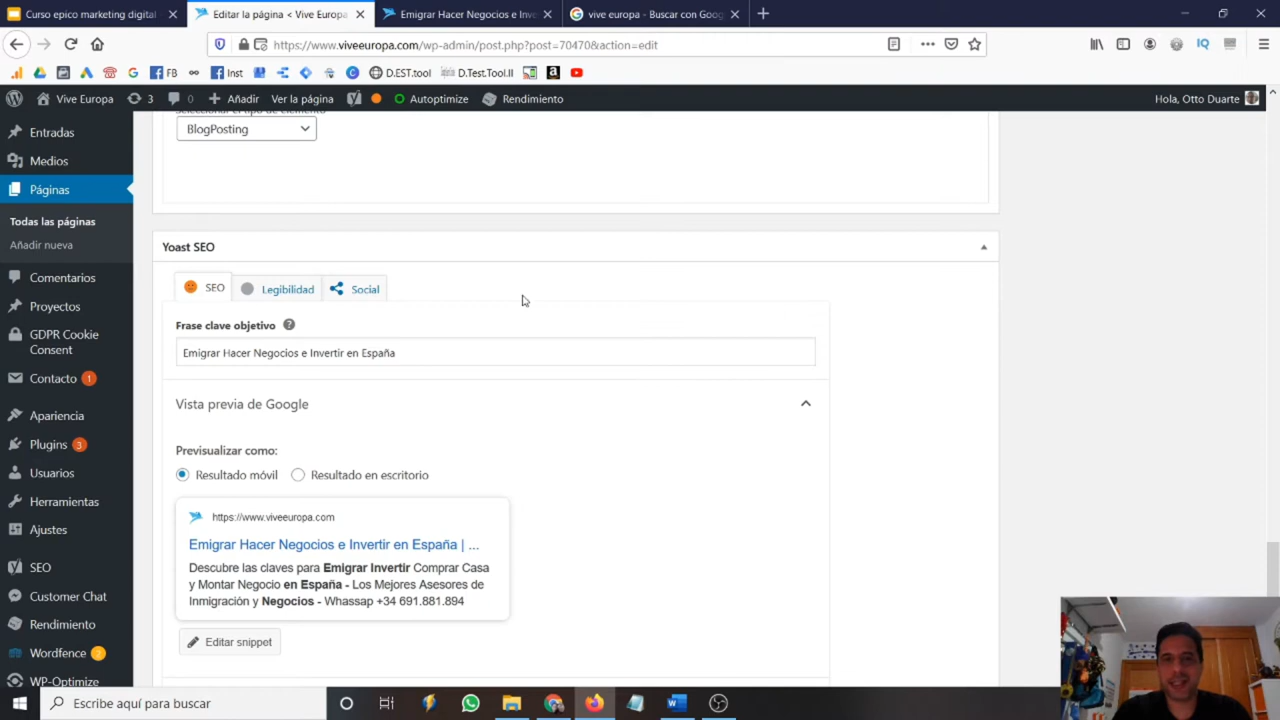 Curso epico marketing digital
Editar la página < Vive Europa
Emigrar Hacer Negocios e Inv
vive europa - Buscar con Goog
https://www.viveeuropa.com/wp-admin/post.php?post=70470&action=edit
FB
Inst
D.EST.tool
D.Test.Tool.II
Vive Europa
3
0
Añadir
Ver la página
Autoptimize
Rendimiento
Hola, Otto Duarte
Entradas
Medios
Páginas
Todas las páginas
Añadir nueva
Comentarios
Proyectos
GDPR Cookie
Consent
Contacto 1
Apariencia
Plugins 3
Usuarios
Herramientas
Ajustes
SEO
Customer Chat
Rendimiento
Wordfence 2
WP-Optimize
Seleccionar el tipo de elemento
BlogPosting
Yoast SEO
SEO
Legibilidad
Social
Frase clave objetivo
Emigrar Hacer Negocios e Invertir en España
Vista previa de Google
Previsualizar como:
Resultado móvil
Resultado en escritorio
https://www.viveeuropa.com
Emigrar Hacer Negocios e Invertir en España | ...
Descubre las claves para Emigrar Invertir Comprar Casa
y Montar Negocio en España - Los Mejores Asesores de
Inmigración y Negocios - Whassap +34 691.881.894
Editar snippet
Escribe aquí para buscar